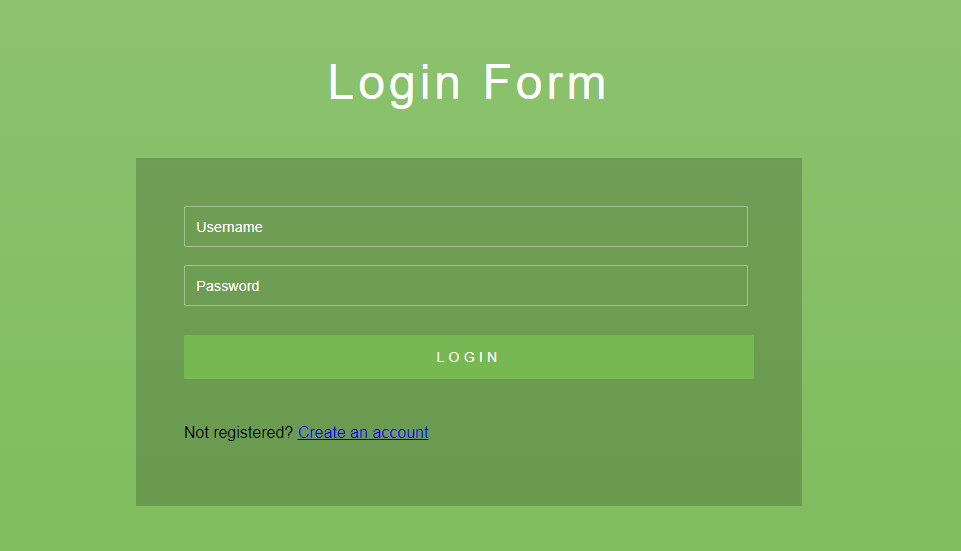 Login Form
Username
Password
LOGIN
Not registered? Create an account